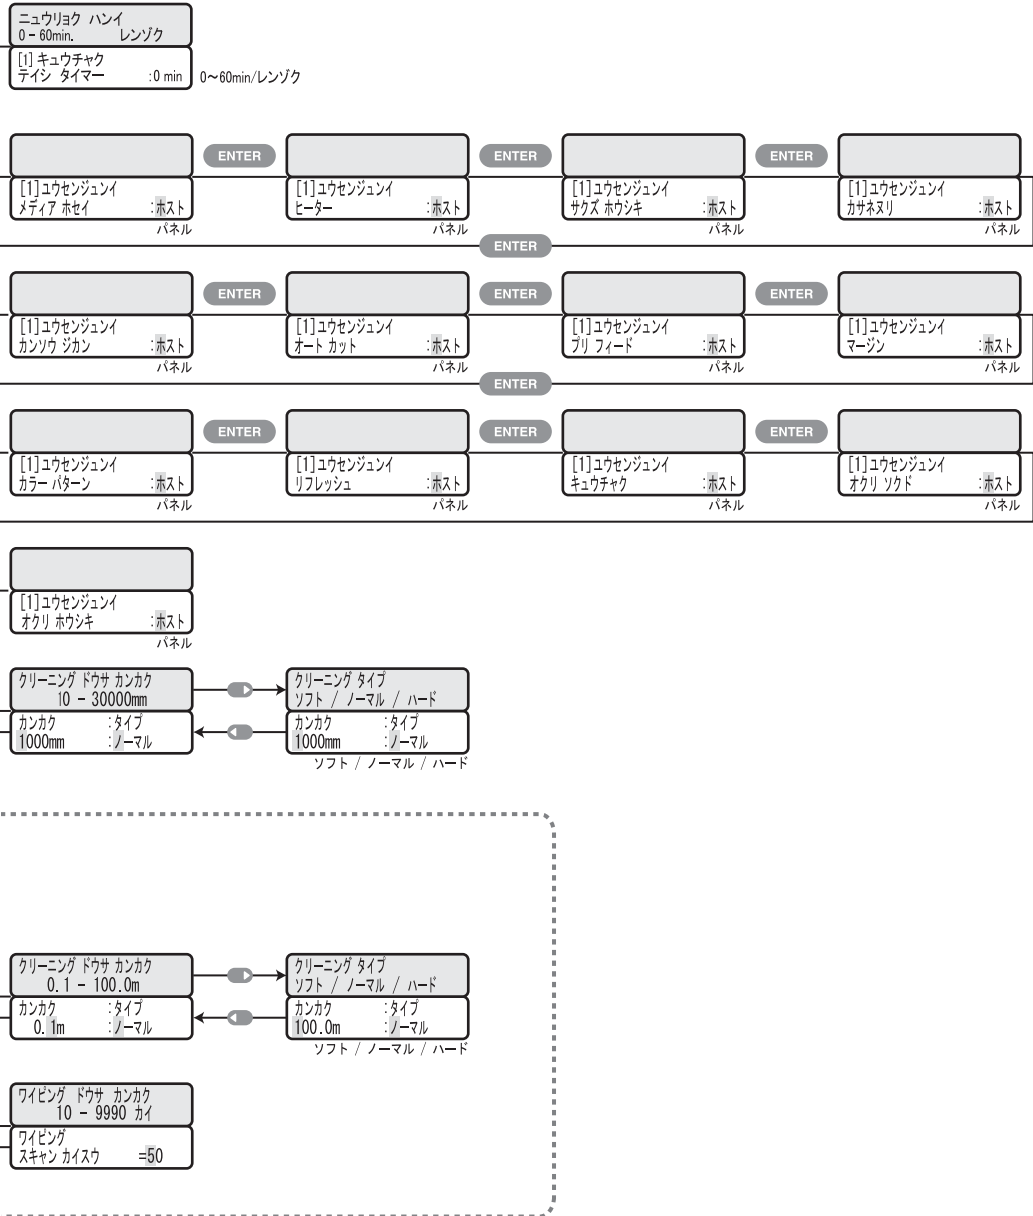 ニュウリョク ハンイ
0 - 60min. レンゾク
[1] キュウチャク
テイシ タイマー :0 min
0～60min/レンゾク
ENTER
ENTER
ENTER
[1]ユウセンジュンイ
メディア ホセイ :ホスト
パネル
[1]ユウセンジュンイ
ヒーター :ホスト
パネル
[1]ユウセンジュンイ
サクズ ホウシキ :ホスト
パネル
[1]ユウセンジュンイ
カサネヌリ :ホスト
パネル
ENTER
ENTER
ENTER
ENTER
[1]ユウセンジュンイ
カンソウ ジカン :ホスト
パネル
[1]ユウセンジュンイ
オート カット :ホスト
パネル
[1]ユウセンジュンイ
プリ フィード :ホスト
パネル
[1]ユウセンジュンイ
マージン :ホスト
パネル
ENTER
ENTER
ENTER
ENTER
[1]ユウセンジュンイ
カラー パターン :ホスト
パネル
[1]ユウセンジュンイ
リフレッシュ :ホスト
パネル
[1]ユウセンジュンイ
キュウチャク :ホスト
パネル
[1]ユウセンジュンイ
オクリ ソクド :ホスト
パネル
[1]ユウセンジュンイ
オクリ ホウシキ :ホスト
パネル
クリーニング ドウサ カンカク
10 - 30000mm
カンカク :タイプ
1000mm :ノーマル
クリーニング タイプ
ソフト / ノーマル / ハード
カンカク :タイプ
1000mm :ノーマル
ソフト / ノーマル / ハード
クリーニング ドウサ カンカク
0.1 - 100.0m
カンカク :タイプ
0.1m :ノーマル
クリーニング タイプ
ソフト / ノーマル / ハード
カンカク :タイプ
100.0m :ノーマル
ソフト / ノーマル / ハード
ワイピング ドウサ カンカク
10 - 9990 カイ
ワイピング
スキャン カイスウ =50